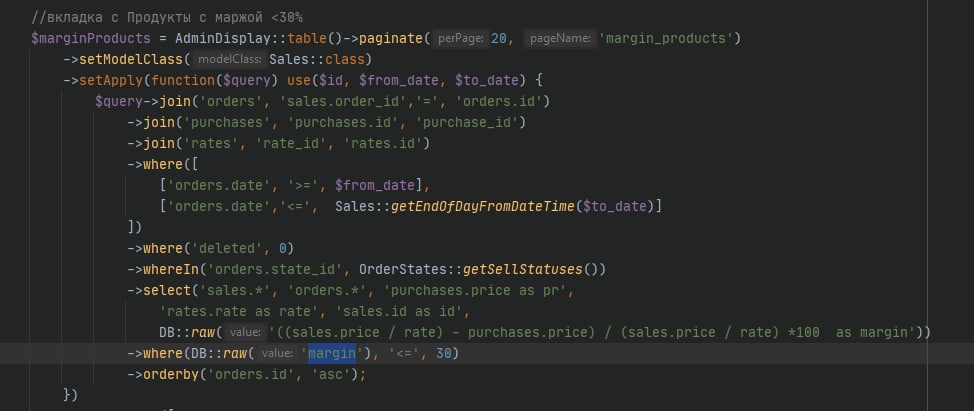 //вкладка с Продукты с маржой <30%
$marginProducts = AdminDisplay::table()->paginate( perPage: 20, pageName: 'margin_products')
->setModelClass( modelClass: Sales::class)
->setApply(function($query) use($id, $from_date, $to_date) {
$query->join('orders', 'sales.order_id','=', 'orders.id')
->join('purchases', 'purchases.id', 'purchase_id')
->join('rates', 'rate_id', 'rates.id')
->where([
['orders.date', '>=', $from_date],
['orders.date','<=',  Sales::getEndOfDayFromDateTime($to_date)]
])
->where('deleted', 0)
->whereIn('orders.state_id', OrderStates::getSellStatuses())
->select('sales.*', 'orders.*', 'purchases.price as pr',
'rates.rate as rate', 'sales.id as id',
DB::raw( value: '((sales.price / rate) - purchases.price) / (sales.price / rate) *100  as margin'))
->where(DB::raw( value: 'margin'), '<=', 30)
->orderby('orders.id', 'asc');
})